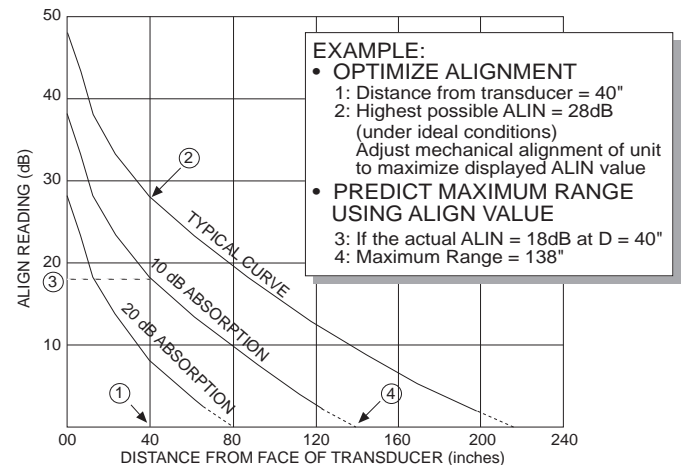 50
40
30
20
10
00 40 80 120 160 200 240
ALIGN READING (dB)
DISTANCE FROM FACE OF TRANSDUCER (inches)
TYPICAL CURVE
10 dB ABSORPTION
20 dB ABSORPTION
1
2
3
4
EXAMPLE:
• OPTIMIZE ALIGNMENT
1: Distance from transducer = 40"
2: Highest possible ALIN = 28dB
(under ideal conditions)
Adjust mechanical alignment of unit
to maximize displayed ALIN value
• PREDICT MAXIMUM RANGE
USING ALIGN VALUE
3: If the actual ALIN = 18dB at D = 40"
4: Maximum Range = 138"